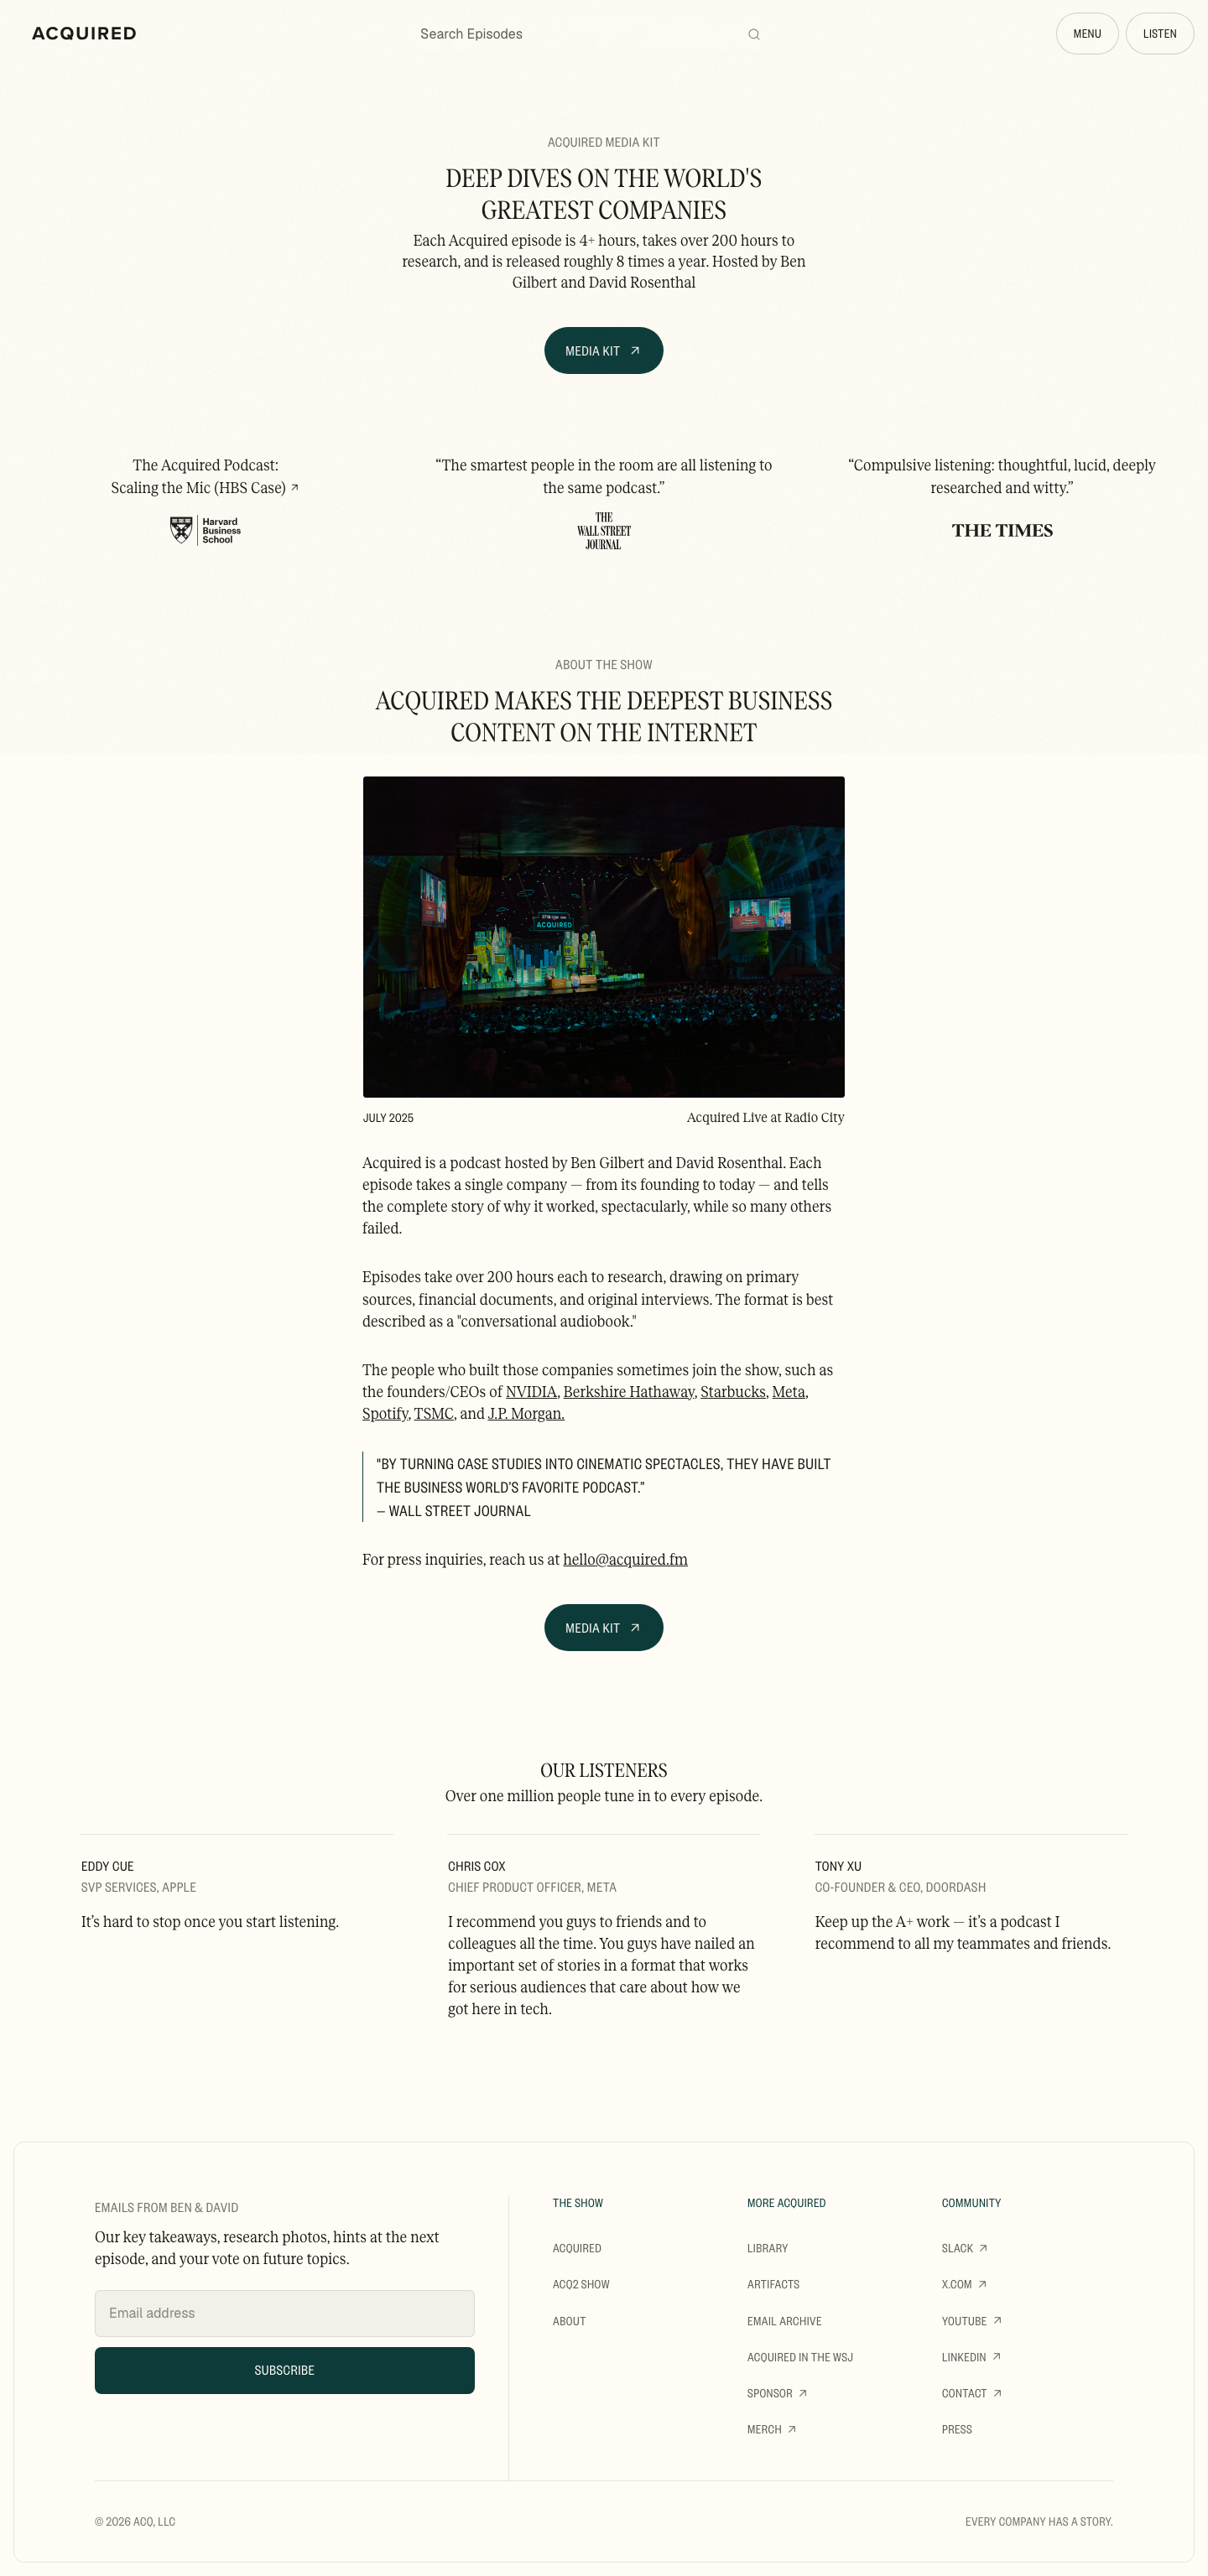 ACQUIRED
Search Episodes
MENU
LISTEN
ACQUIRED MEDIA KIT
DEEP DIVES ON THE WORLD'S
GREATEST COMPANIES
Each Acquired episode is 4+ hours, takes over 200 hours to
research, and is released roughly 8 times a year. Hosted by Ben
Gilbert and David Rosenthal
MEDIA KIT
The Acquired Podcast:
Scaling the Mic (HBS Case)
Harvard
Business
School
“The smartest people in the room are all listening to
the same podcast.”
THE
WALL STREET
JOURNAL
“Compulsive listening: thoughtful, lucid, deeply
researched and witty.”
THE TIMES
ABOUT THE SHOW
ACQUIRED MAKES THE DEEPEST BUSINESS
CONTENT ON THE INTERNET
ACQUIRED
JULY 2025
Acquired Live at Radio City
Acquired is a podcast hosted by Ben Gilbert and David Rosenthal. Each
episode takes a single company — from its founding to today — and tells
the complete story of why it worked, spectacularly, while so many others
failed.
Episodes take over 200 hours each to research, drawing on primary
sources, financial documents, and original interviews. The format is best
described as a "conversational audiobook."
The people who built those companies sometimes join the show, such as
the founders/CEOs of NVIDIA, Berkshire Hathaway, Starbucks, Meta,
Spotify, TSMC, and J.P. Morgan.
"BY TURNING CASE STUDIES INTO CINEMATIC SPECTACLES, THEY HAVE BUILT
THE BUSINESS WORLD’S FAVORITE PODCAST."
— WALL STREET JOURNAL
For press inquiries, reach us at hello@acquired.fm
MEDIA KIT
OUR LISTENERS
Over one million people tune in to every episode.
EDDY CUE
SVP SERVICES, APPLE
It’s hard to stop once you start listening.
CHRIS COX
CHIEF PRODUCT OFFICER, META
I recommend you guys to friends and to
colleagues all the time. You guys have nailed an
important set of stories in a format that works
for serious audiences that care about how we
got here in tech.
TONY XU
CO-FOUNDER & CEO, DOORDASH
Keep up the A+ work — it’s a podcast I
recommend to all my teammates and friends.
EMAILS FROM BEN & DAVID
Our key takeaways, research photos, hints at the next
episode, and your vote on future topics.
Email address
SUBSCRIBE
THE SHOW
ACQUIRED
ACQ2 SHOW
ABOUT
MORE ACQUIRED
LIBRARY
ARTIFACTS
EMAIL ARCHIVE
ACQUIRED IN THE WSJ
SPONSOR
MERCH
COMMUNITY
SLACK
X.COM
YOUTUBE
LINKEDIN
CONTACT
PRESS
© 2026 ACQ, LLC
EVERY COMPANY HAS A STORY.